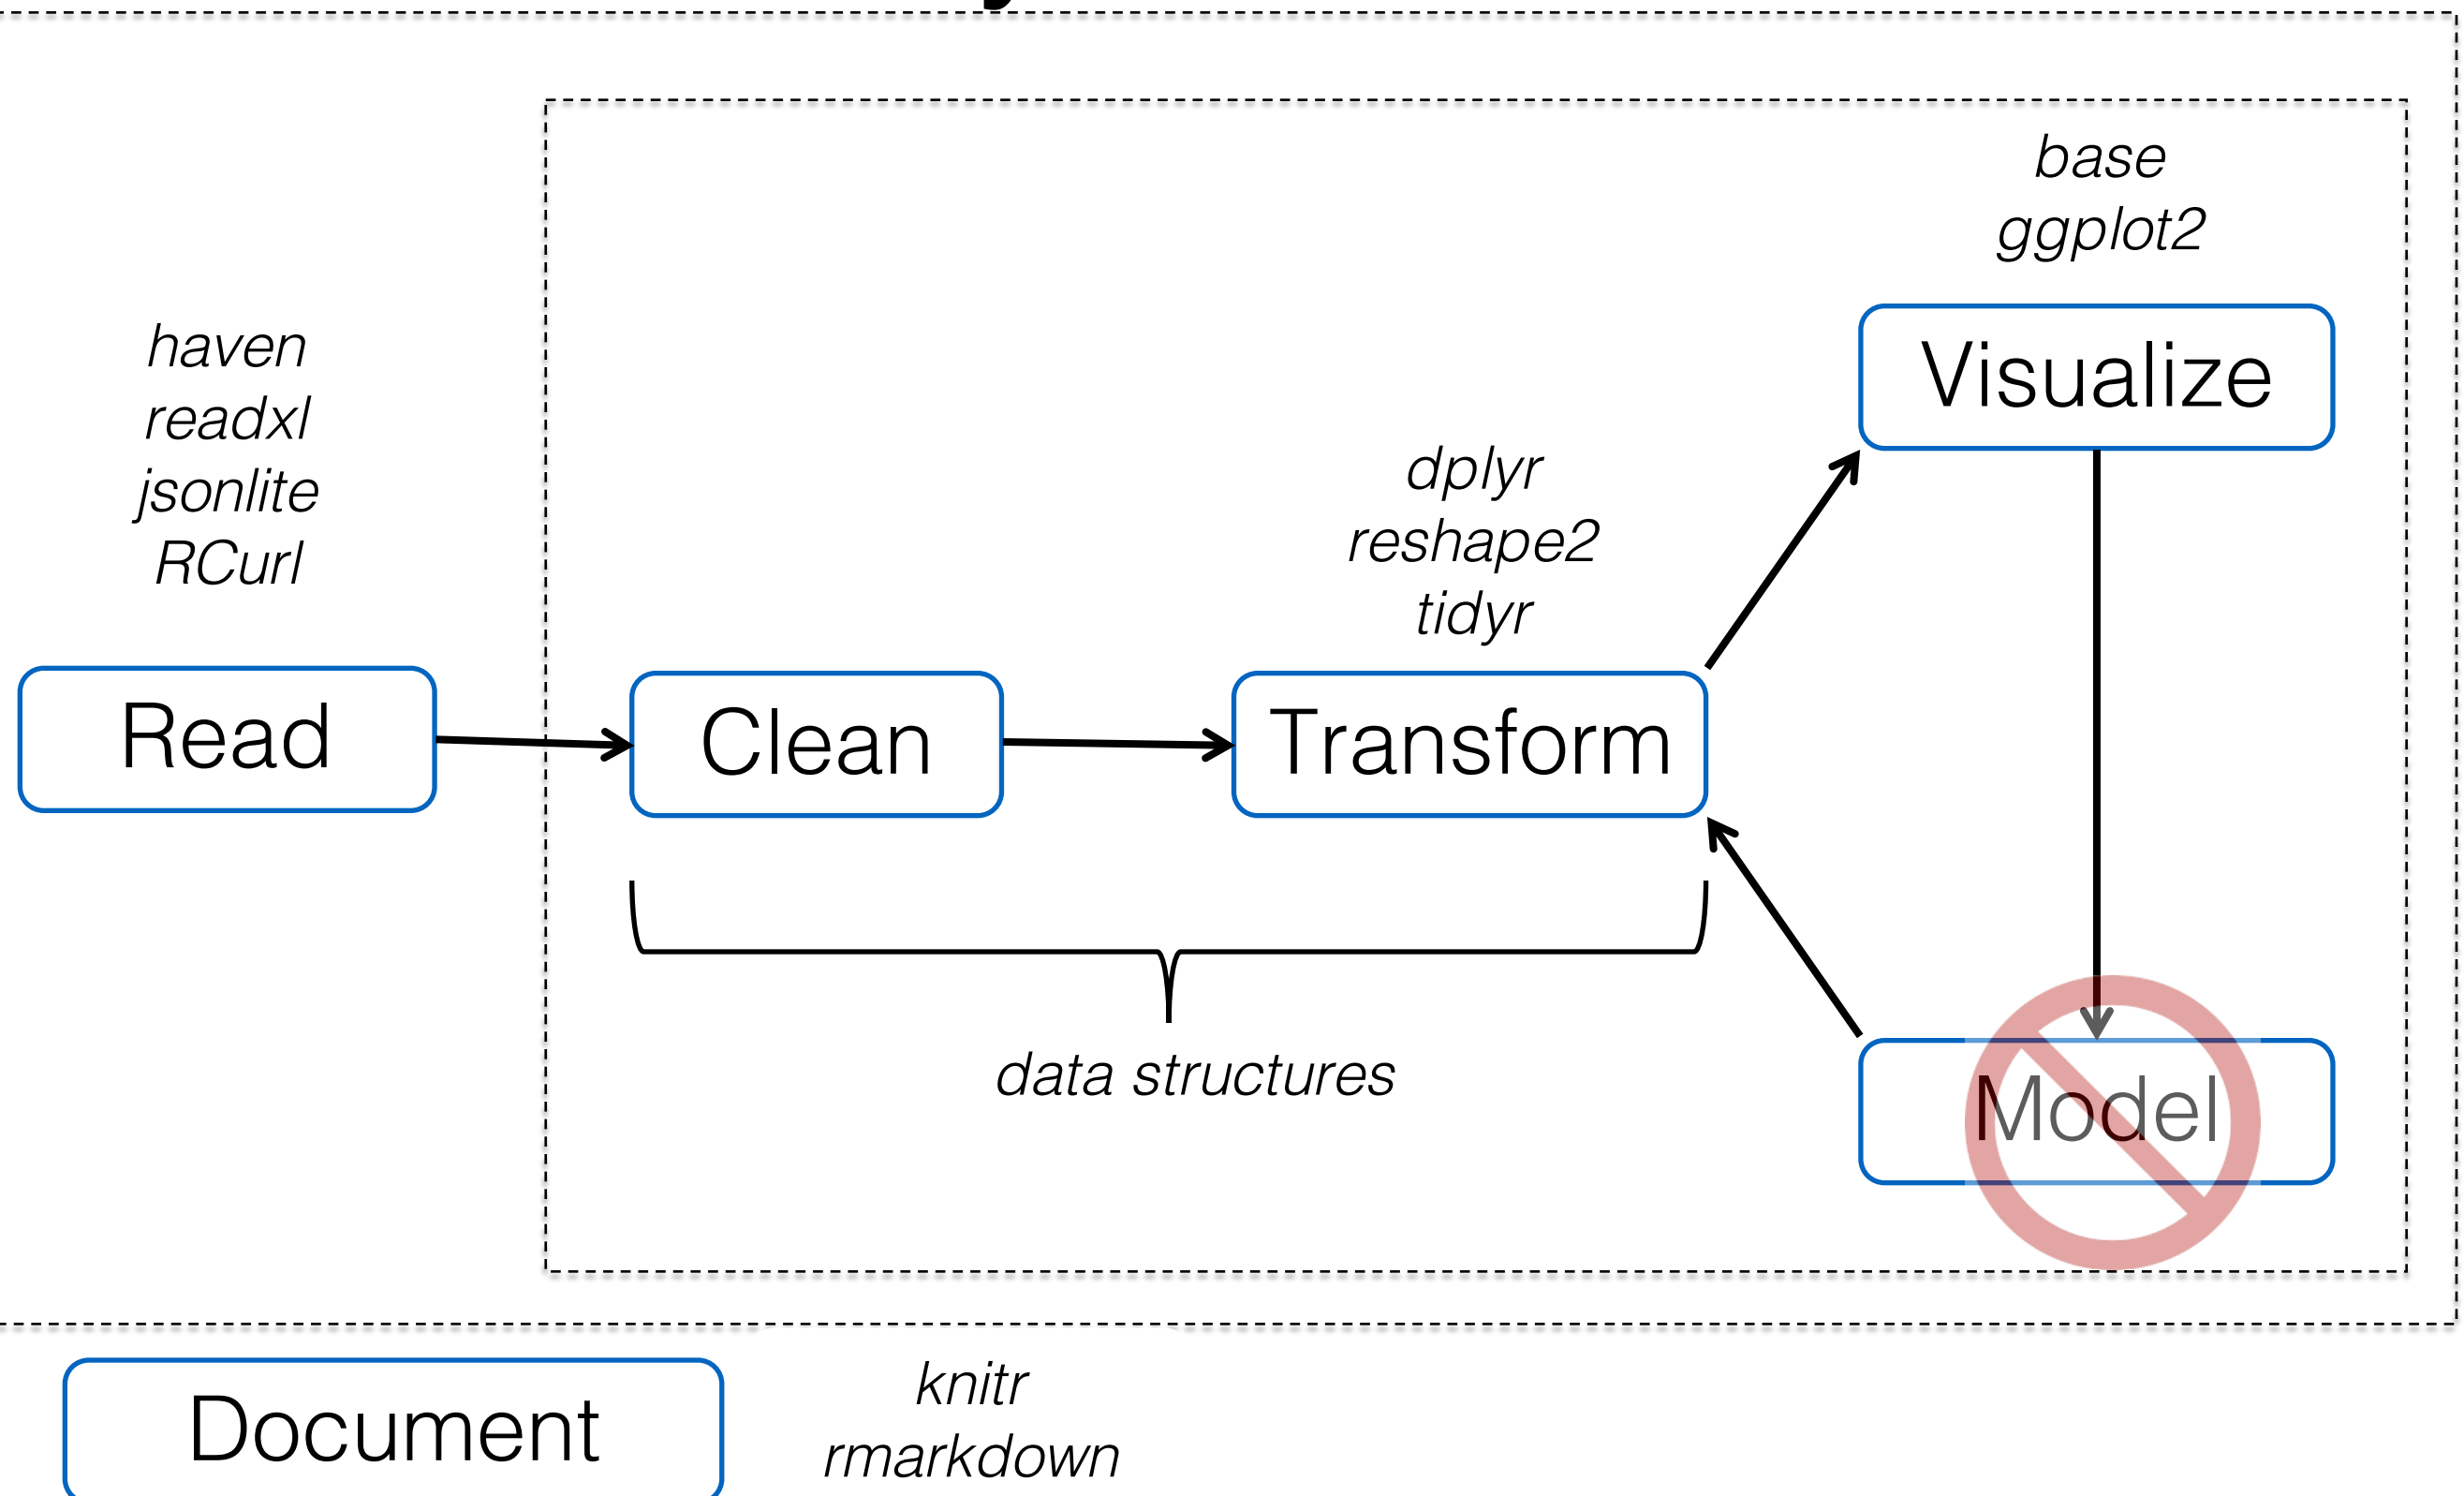 base
ggplot2
Visualize
haven
readxl
jsonlite
RCurl
dplyr
reshape2
tidyr
Read
Clean
Transform
data structures
Model
Document
knitr
rmarkdown